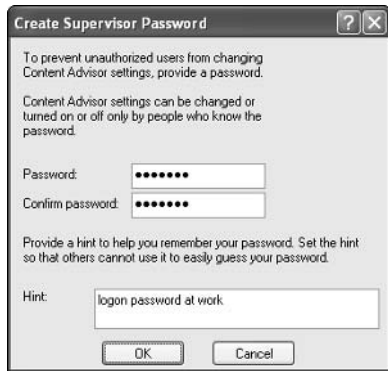 Create Supervisor Password
To prevent unauthorized users from changing
Content Advisor settings, provide a password.
Content Advisor settings can be changed or
turned on or off only by people who know the
password.
Password: •••••••
Confirm password: •••••••
Provide a hint to help you remember your password. Set the hint
so that others cannot use it to easily guess your password.
Hint: logon password at work
OK Cancel